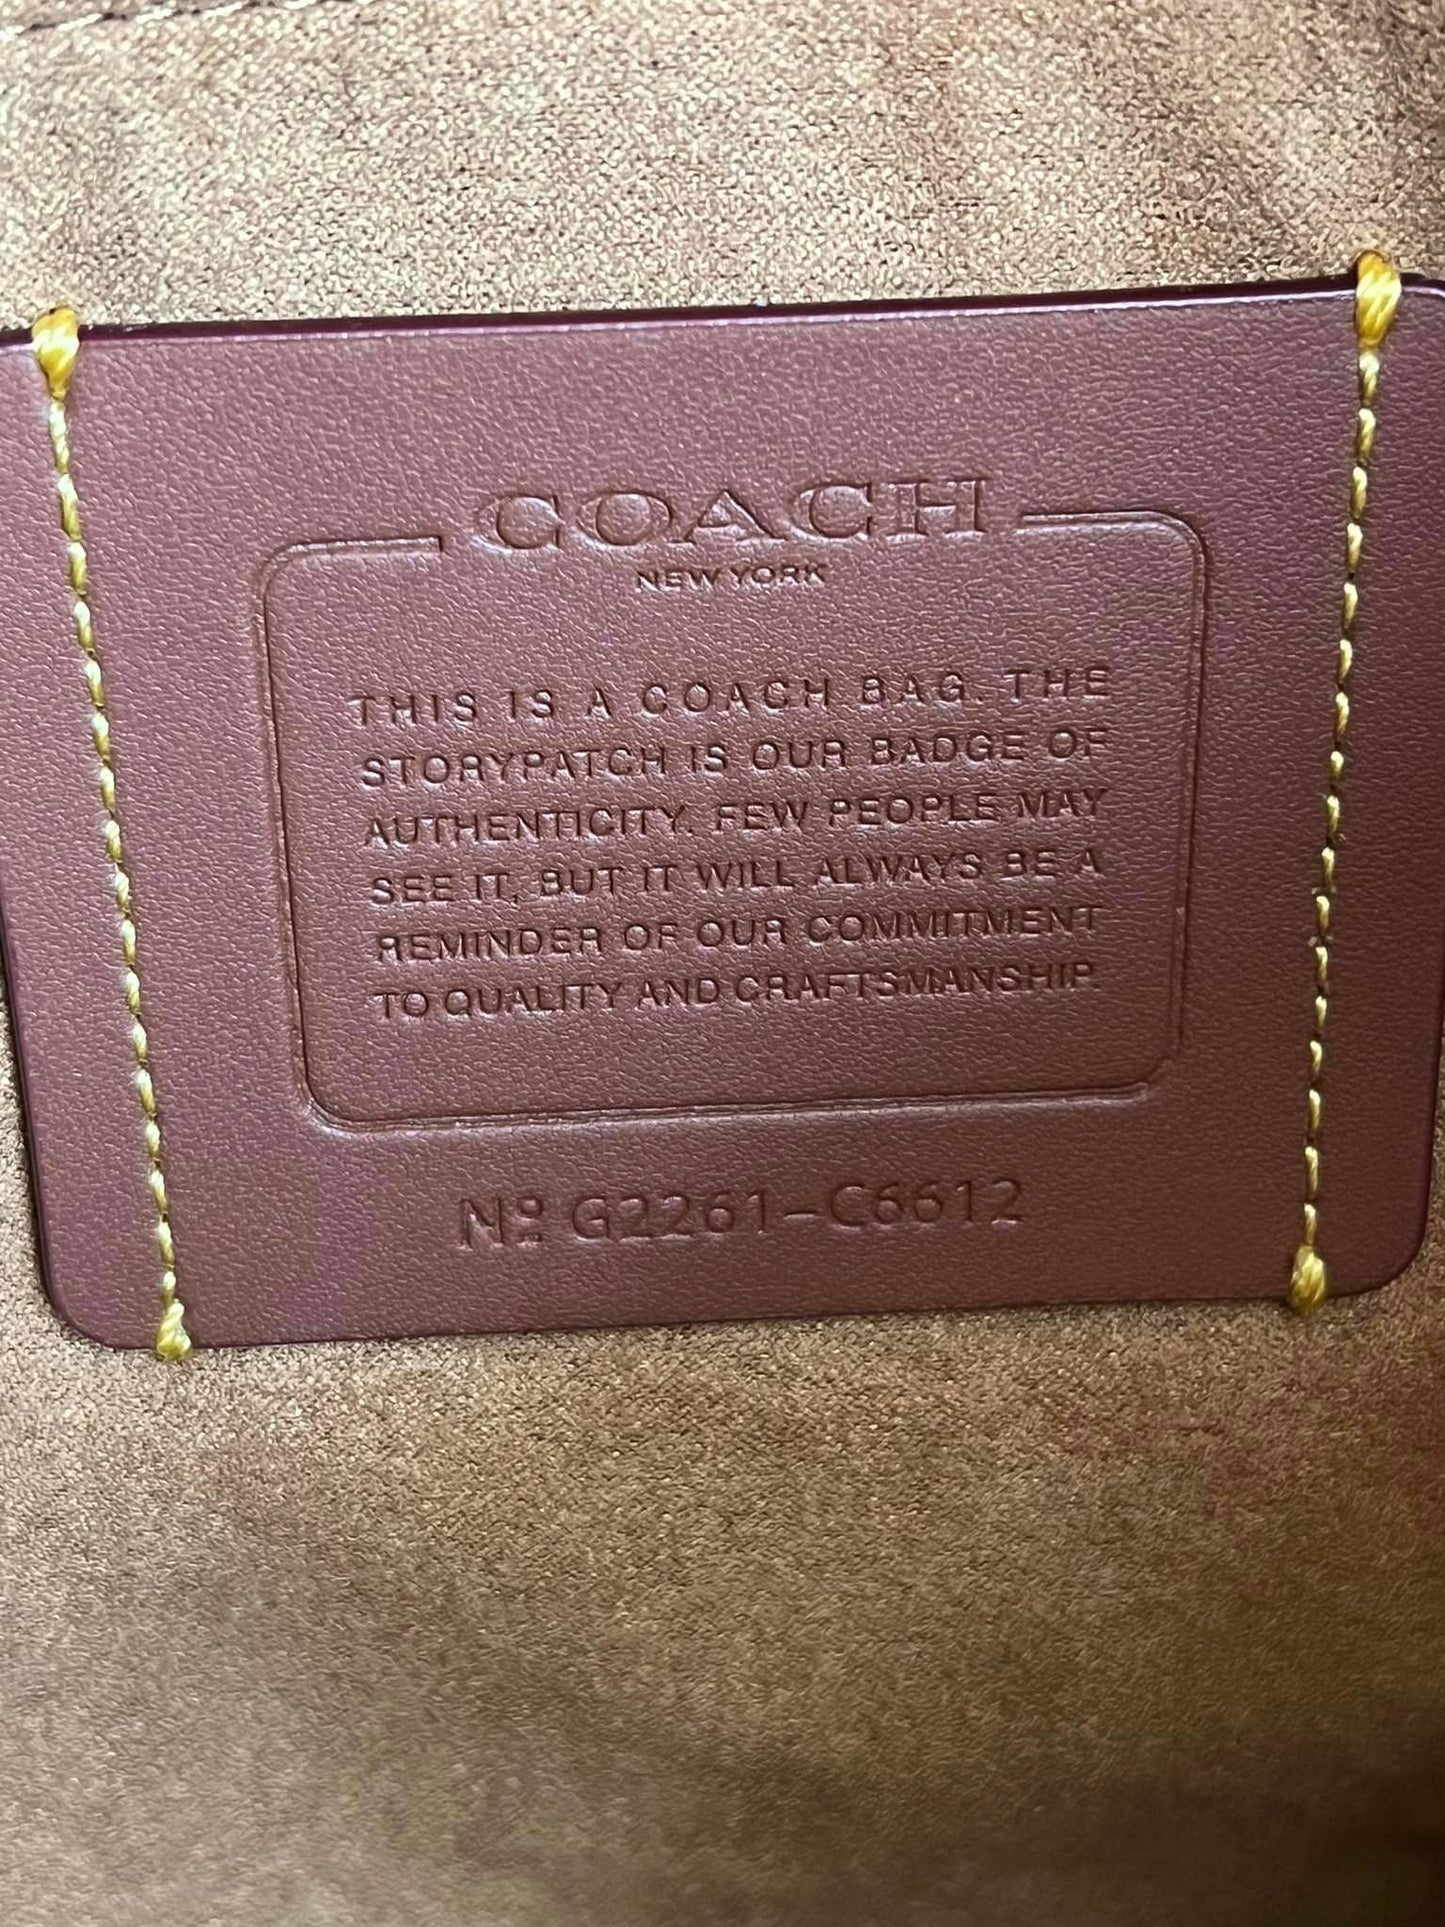 COACH
NEW YORK
THIS IS A COACH BAG. THE
STORYPATCH IS OUR BADGE OF
AUTHENTICITY. FEW PEOPLE MAY
SEE IT, BUT IT WILL ALWAYS BE A
REMINDER OF OUR COMMITMENT
TO QUALITY AND CRAFTSMANSHIP.
Nº G2261-C6612